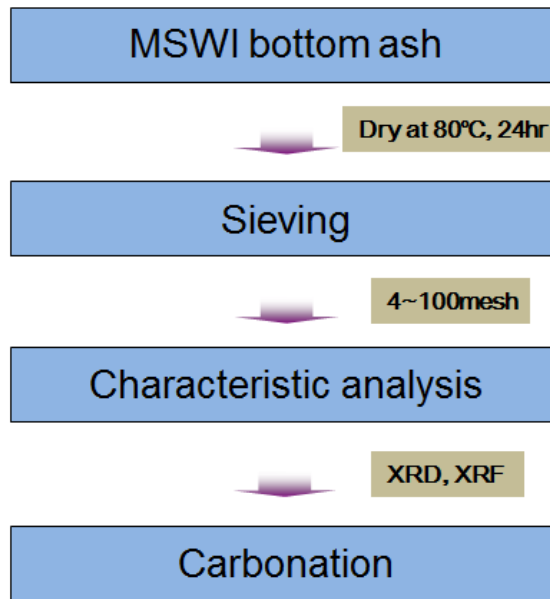 MSWI bottom ash
Dry at 80℃, 24hr
Sieving
4~100mesh
Characteristic analysis
XRD, XRF
Carbonation